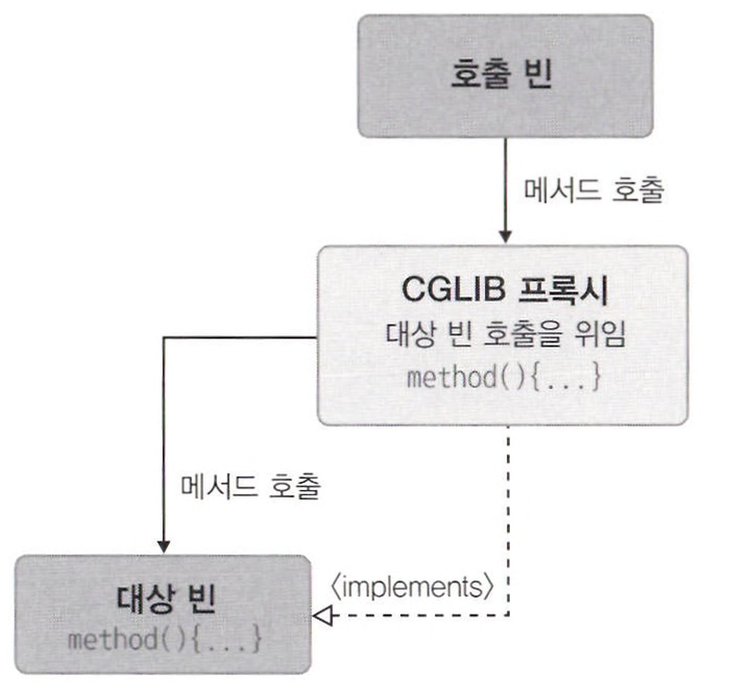 호출 빈
메서드 호출
CGLIB 프록시
대상 빈 호출을 위임
method(){...}
메서드 호출
〈implements〉
대상 빈
method(){...}